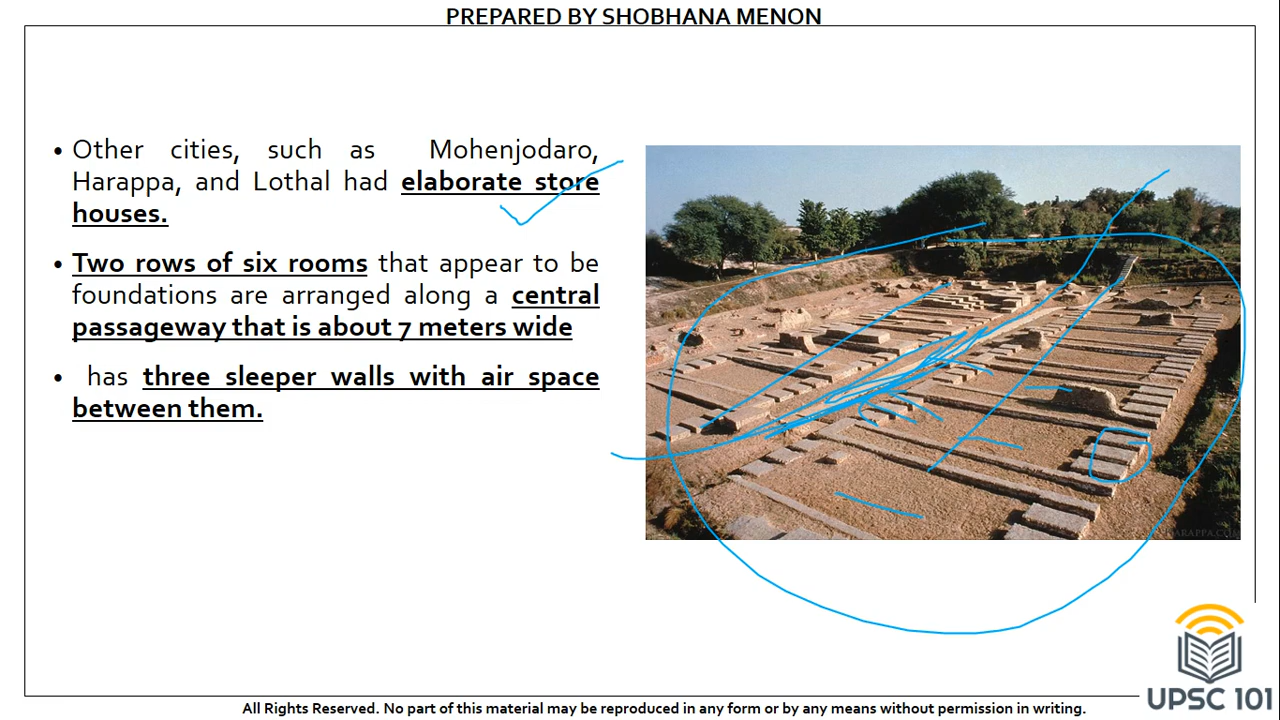 PREPARED BY SHOBHANA MENON
• Other cities, such as Mohenjodaro,
Harappa, and Lothal had elaborate store
houses.
• Two rows of six rooms that appear to be
foundations are arranged along a central
passageway that is about 7 meters wide
• has three sleeper walls with air space
between them.
HARAPPA.COM
UPSC 101
All Rights Reserved. No part of this material may be reproduced in any form or by any means without permission in writing.